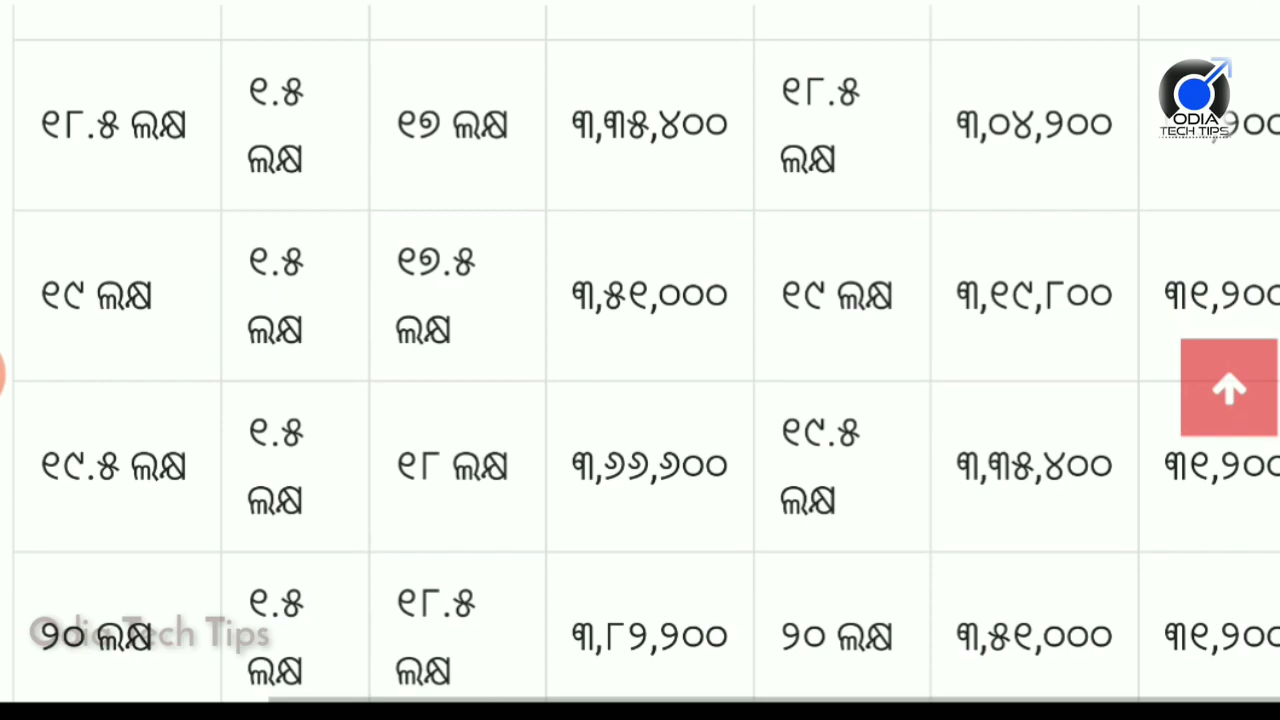 ୧୮.୫ ଲକ୍ଷ
୧.୫
ଲକ୍ଷ
୧୭ ଲକ୍ଷ
୩,୩୫,୪୦୦
୧୮.୫
ଲକ୍ଷ
୩,୦୪,୨୦୦
ODIA
TECH TIPS
୧୯ ଲକ୍ଷ
୧.୫
ଲକ୍ଷ
୧୭.୫
ଲକ୍ଷ
୩,୫୧,୦୦୦
୧୯ ଲକ୍ଷ
୩,୧୯,୮୦୦
୩୧,୨୦୦
୧୯.୫ ଲକ୍ଷ
୧.୫
ଲକ୍ଷ
୧୮ ଲକ୍ଷ
୩,୬୬,୬୦୦
୧୯.୫
ଲକ୍ଷ
୩,୩୫,୪୦୦
୩୧,୨୦୦
୨୦ ଲକ୍ଷ
Odia Tech Tips
୧.୫
ଲକ୍ଷ
୧୮.୫
ଲକ୍ଷ
୩,୮୨,୨୦୦
୨୦ ଲକ୍ଷ
୩,୫୧,୦୦୦
୩୧,୨୦୦